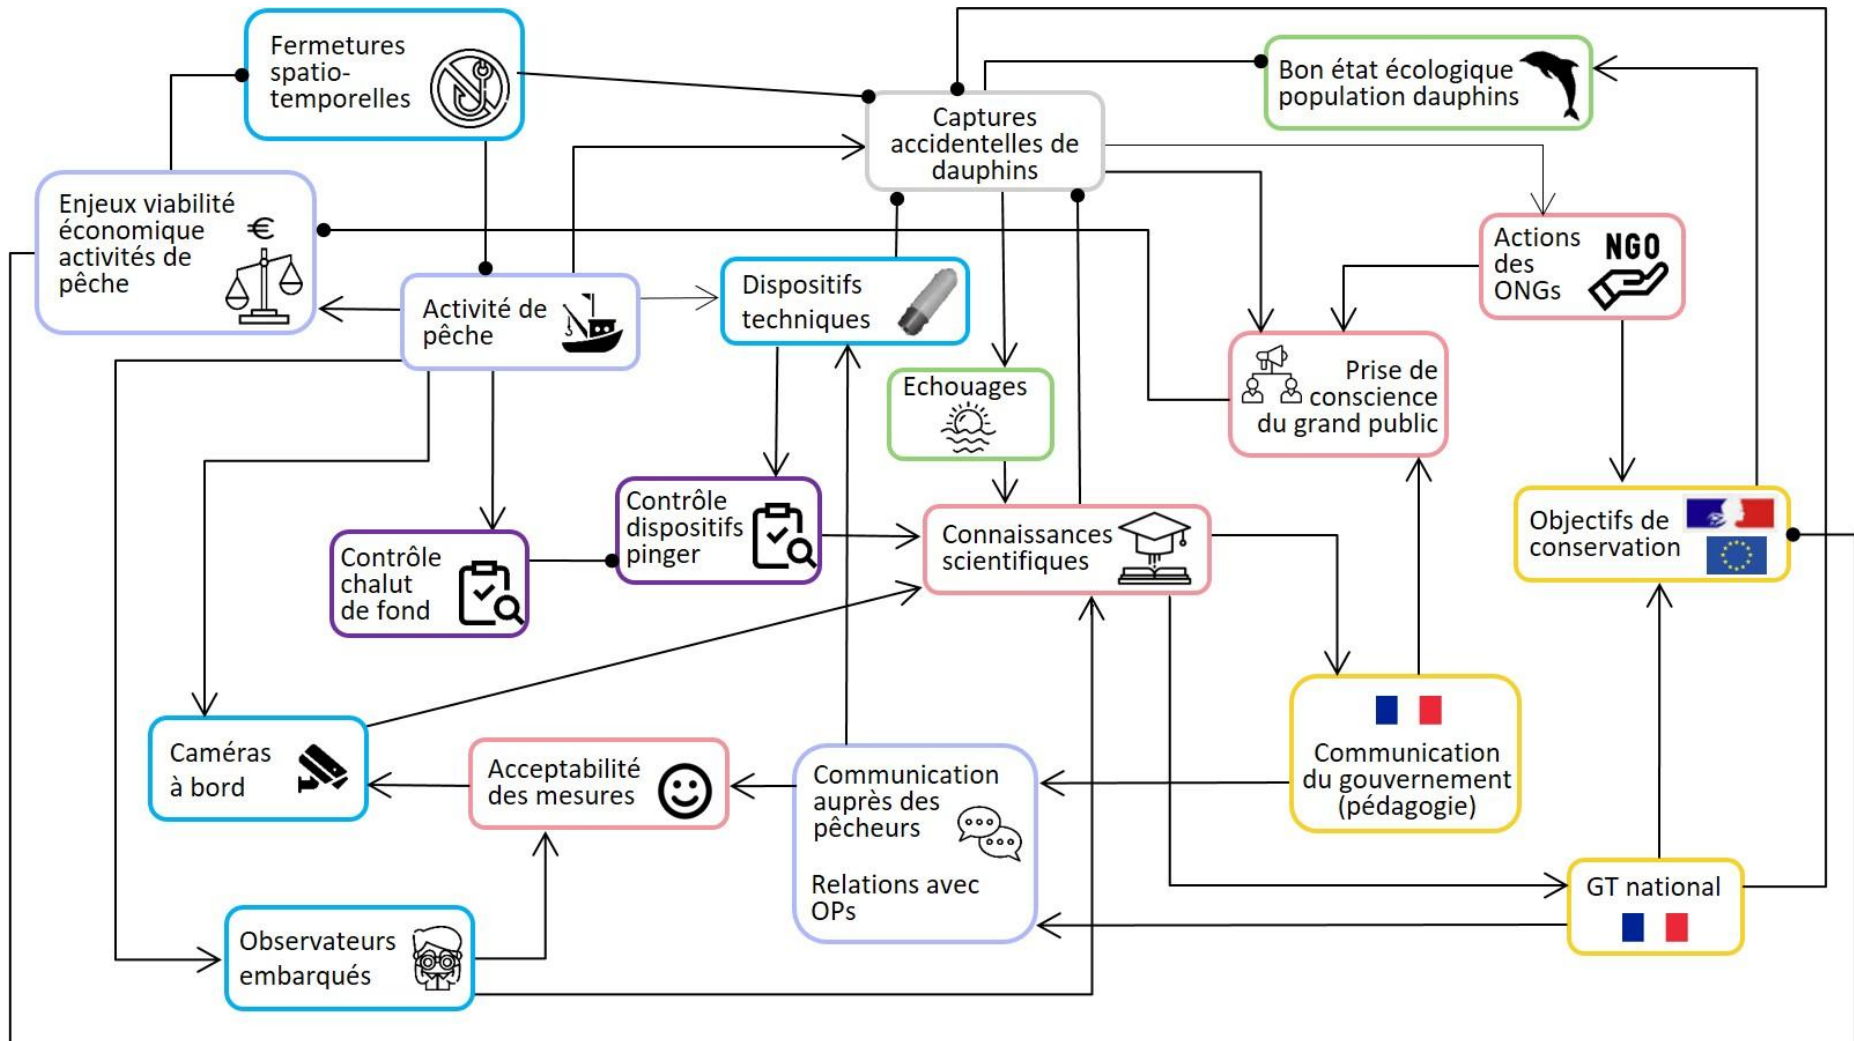 Fermetures
spatio-
temporelles
Bon état écologique
population dauphins
Captures
accidentelles de
dauphins
Enjeux viabilité
économique
activités de
pêche
€
Actions
des
ONGs
NGO
Dispositifs
techniques
Activité de
pêche
Prise de
conscience
du grand public
Echouages
Contrôle
dispositifs
pinger
Connaissances
scientifiques
Objectifs de
conservation
Contrôle
chalut
de fond
Caméras
à bord
Acceptabilité
des mesures
Communication
auprès des
pêcheurs
Relations avec
OPs
Communication
du gouvernement
(pédagogie)
GT national
Observateurs
embarqués